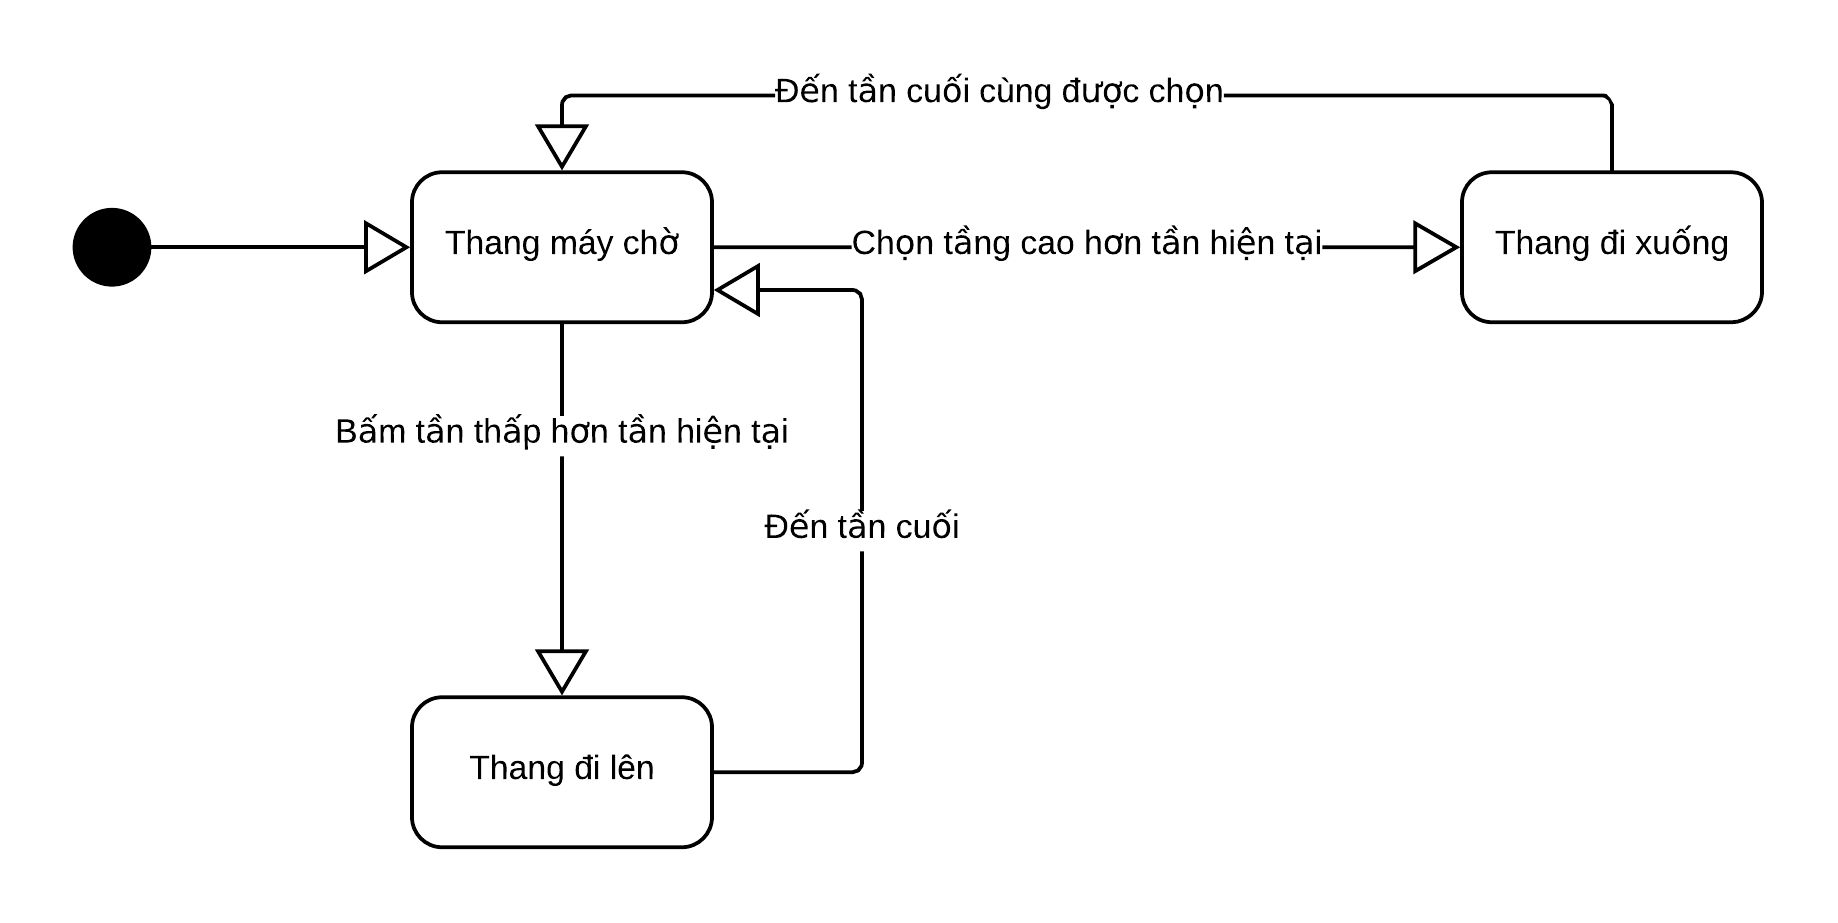 Đến tần cuối cùng được chọn
Thang máy chờ
Chọn tầng cao hơn tần hiện tại
Thang đi xuống
Bấm tần thấp hơn tần hiện tại
Đến tần cuối
Thang đi lên